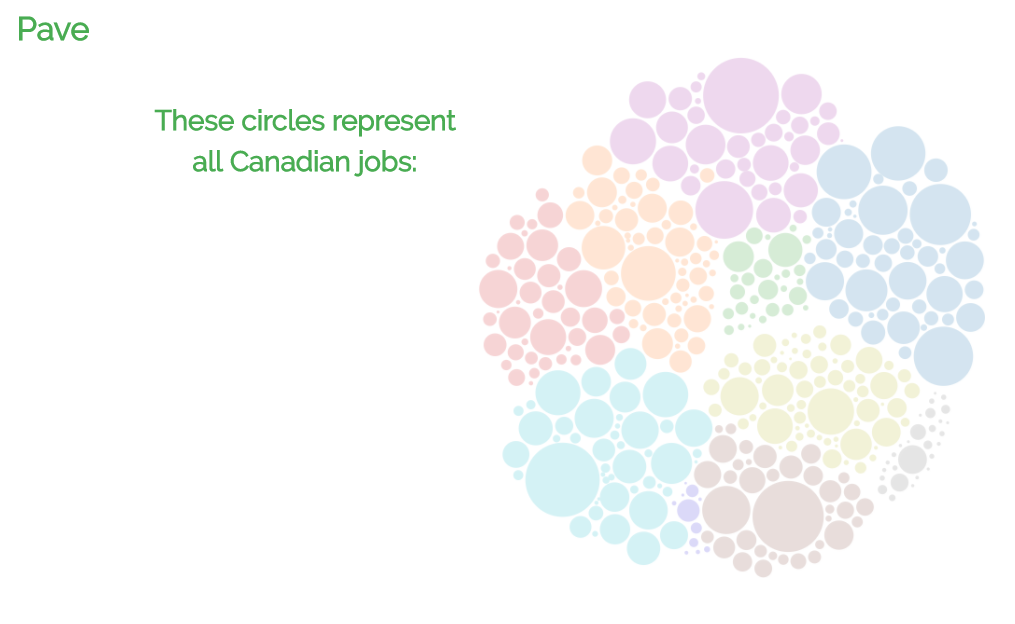 Pave
These circles represent
all Canadian jobs: